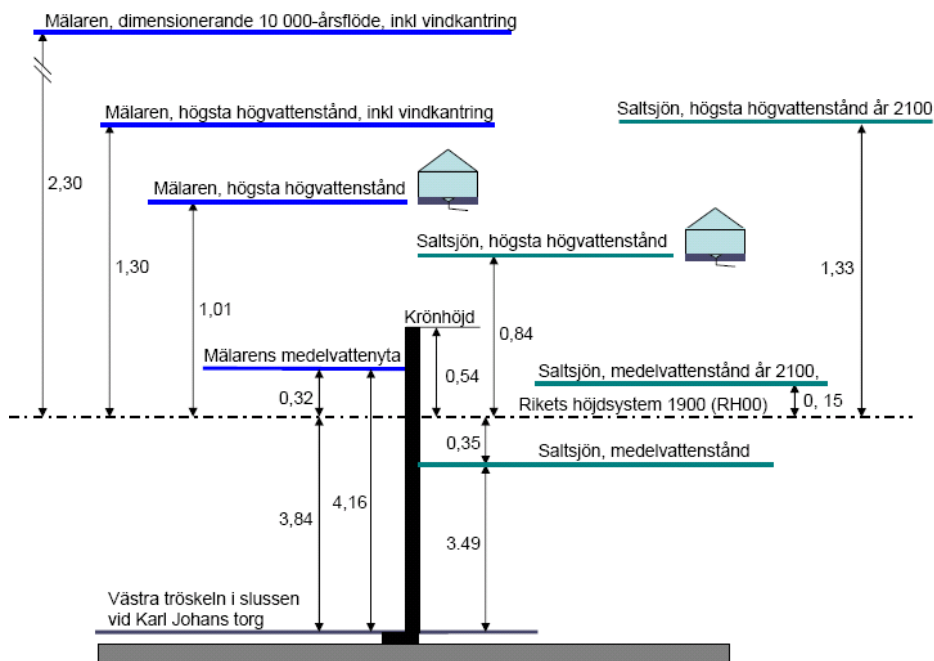 Mälaren, dimensionerande 10 000-årsflöde, inkl vindkantring
Mälaren, högsta högvattenstånd, inkl vindkantring
Saltsjön, högsta högvattenstånd år 2100
2,30
Mälaren, högsta högvattenstånd
Saltsjön, högsta högvattenstånd
1,30
1,33
1,01
Krönhöjd
0,84
Mälarens medelvattenyta
0,54
Saltsjön, medelvattenstånd år 2100,
0,32
Rikets höjdsystem 1900 (RH00)
0, 15
0,35
Saltsjön, medelvattenstånd
4,16
3,84
3.49
Västra tröskeln i slussen
vid Karl Johans torg